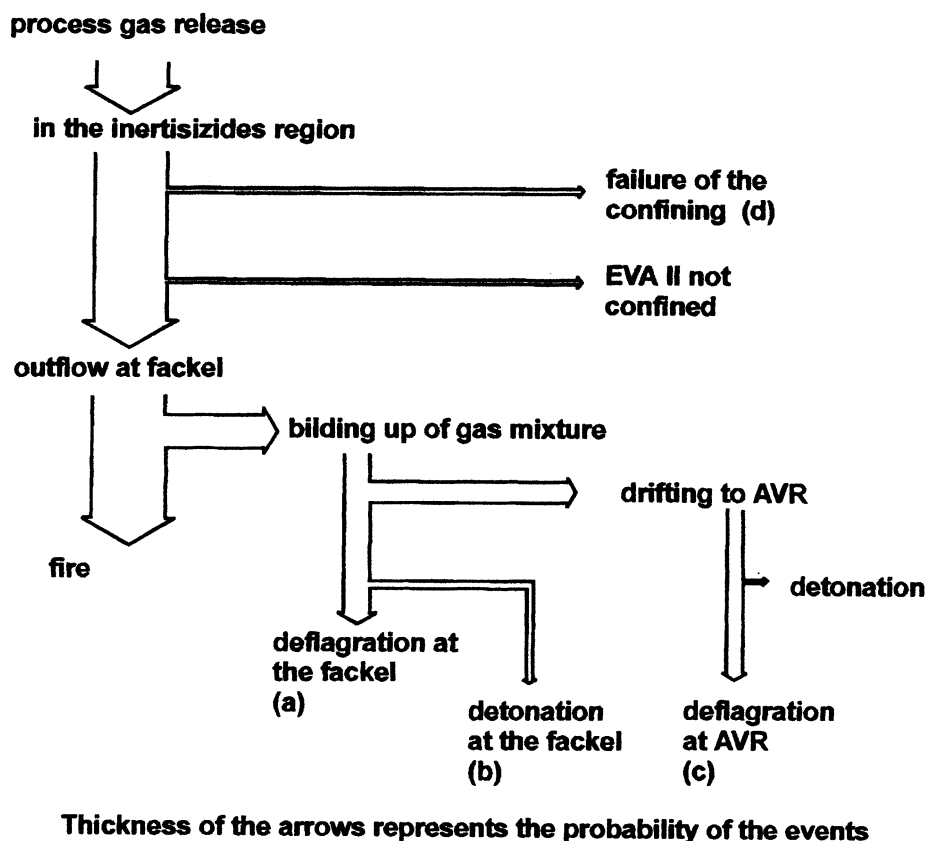 process gas release
in the inertisizides region
failure of the
confining (d)
EVA II not
confined
outflow at fackel
bilding up of gas mixture
drifting to AVR
fire
detonation
deflagration at
the fackel
(a)
detonation
at the fackel
(b)
deflagration
at AVR
(c)
Thickness of the arrows represents the probability of the events